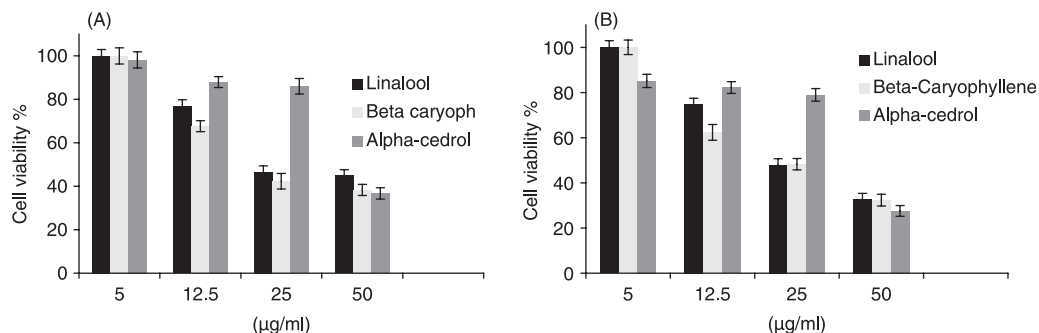 (A)
100
80
60
40
20
0
Cell viability %
Linalool
Beta caryoph
Alpha-cedrol
5 12.5 25 50
(µg/ml)
(B)
100
80
60
40
20
0
Cell viability %
Linalool
Beta-Caryophyllene
Alpha-cedrol
5 12.5 25 50
(µg/ml)